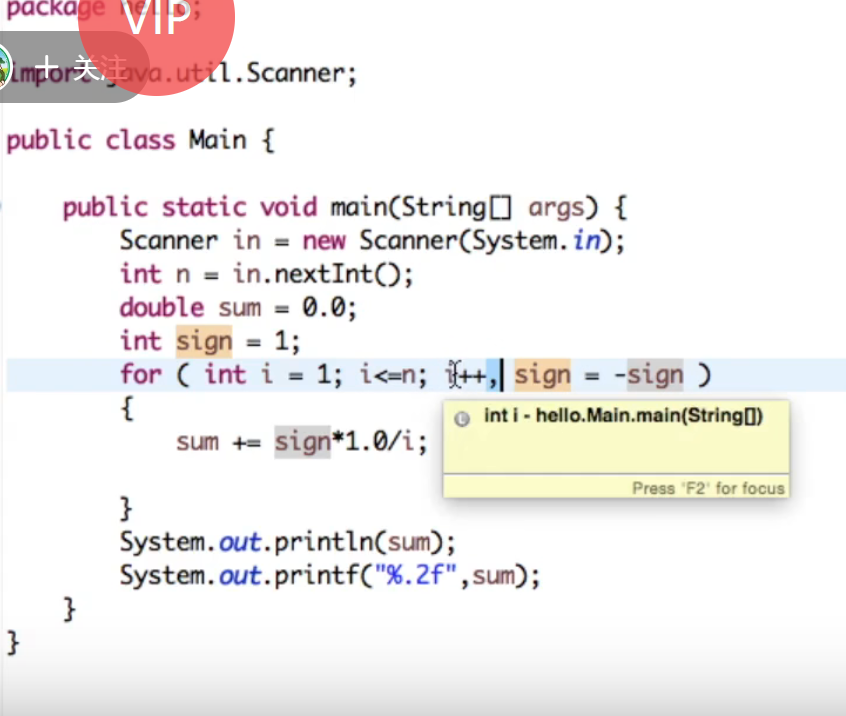 package hello;
VIP
+ 关注
import java.util.Scanner;
public class Main {
public static void main(String[] args) {
Scanner in = new Scanner(System.in);
int n = in.nextInt();
double sum = 0.0;
int sign = 1;
for ( int i = 1; i<=n; i++, sign = -sign )
{
int i - hello.Main.main(String[])
sum += sign*1.0/i;
Press 'F2' for focus
}
System.out.println(sum);
System.out.printf("%.2f",sum);
}
}